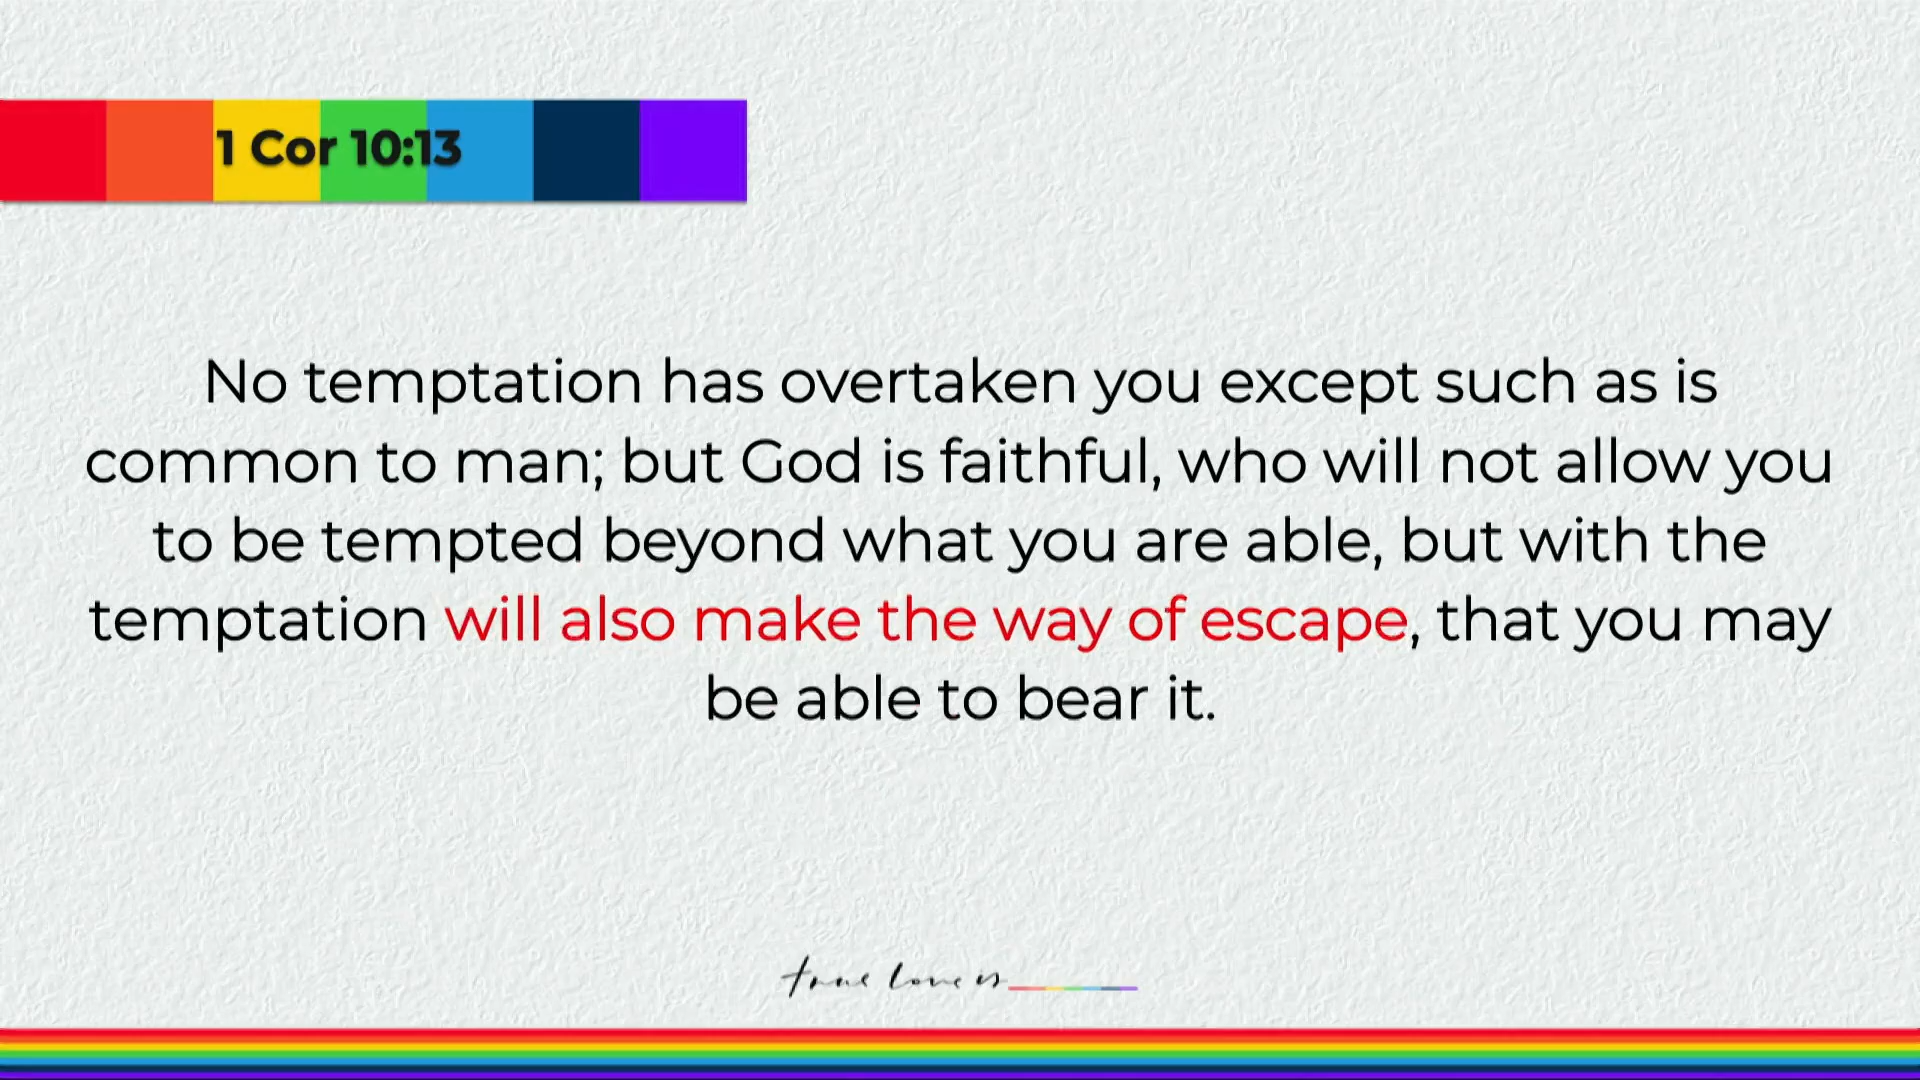 1 Cor 10:13
No temptation has overtaken you except such as is
common to man; but God is faithful, who will not allow you
to be tempted beyond what you are able, but with the
temptation will also make the way of escape, that you may
be able to bear it.
true love is